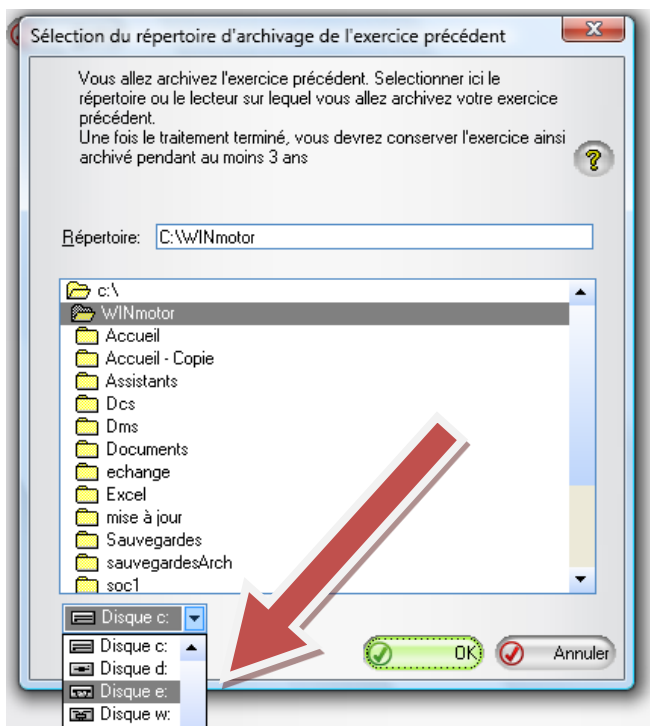 Sélection du répertoire d'archivage de l'exercice précédent
Vous allez archivez l'exercice précédent. Selectionner ici le
répertoire ou le lecteur sur lequel vous allez archivez votre exercice
précédent.
Une fois le traitement terminé, vous devrez conserver l'exercice ainsi
archivé pendant au moins 3 ans
?
Répertoire: C:\WINmotor
c:\
WINmotor
Accueil
Accueil - Copie
Assistants
Dcs
Dms
Documents
echange
Excel
mise à jour
Sauvegardes
sauvegardesArch
soc1
Disque c:
Disque c:
Disque d:
Disque e:
Disque w:
OK Annuler